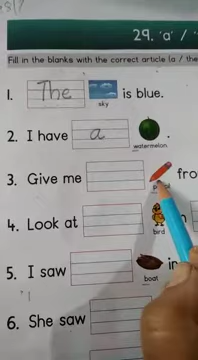 29. 'a' /
Fill in the blanks with the correct article (a / the
1. The sky is blue.
2. I have a watermelon.
3. Give me fro
4. Look at bird
5. I saw boat in
6. She saw